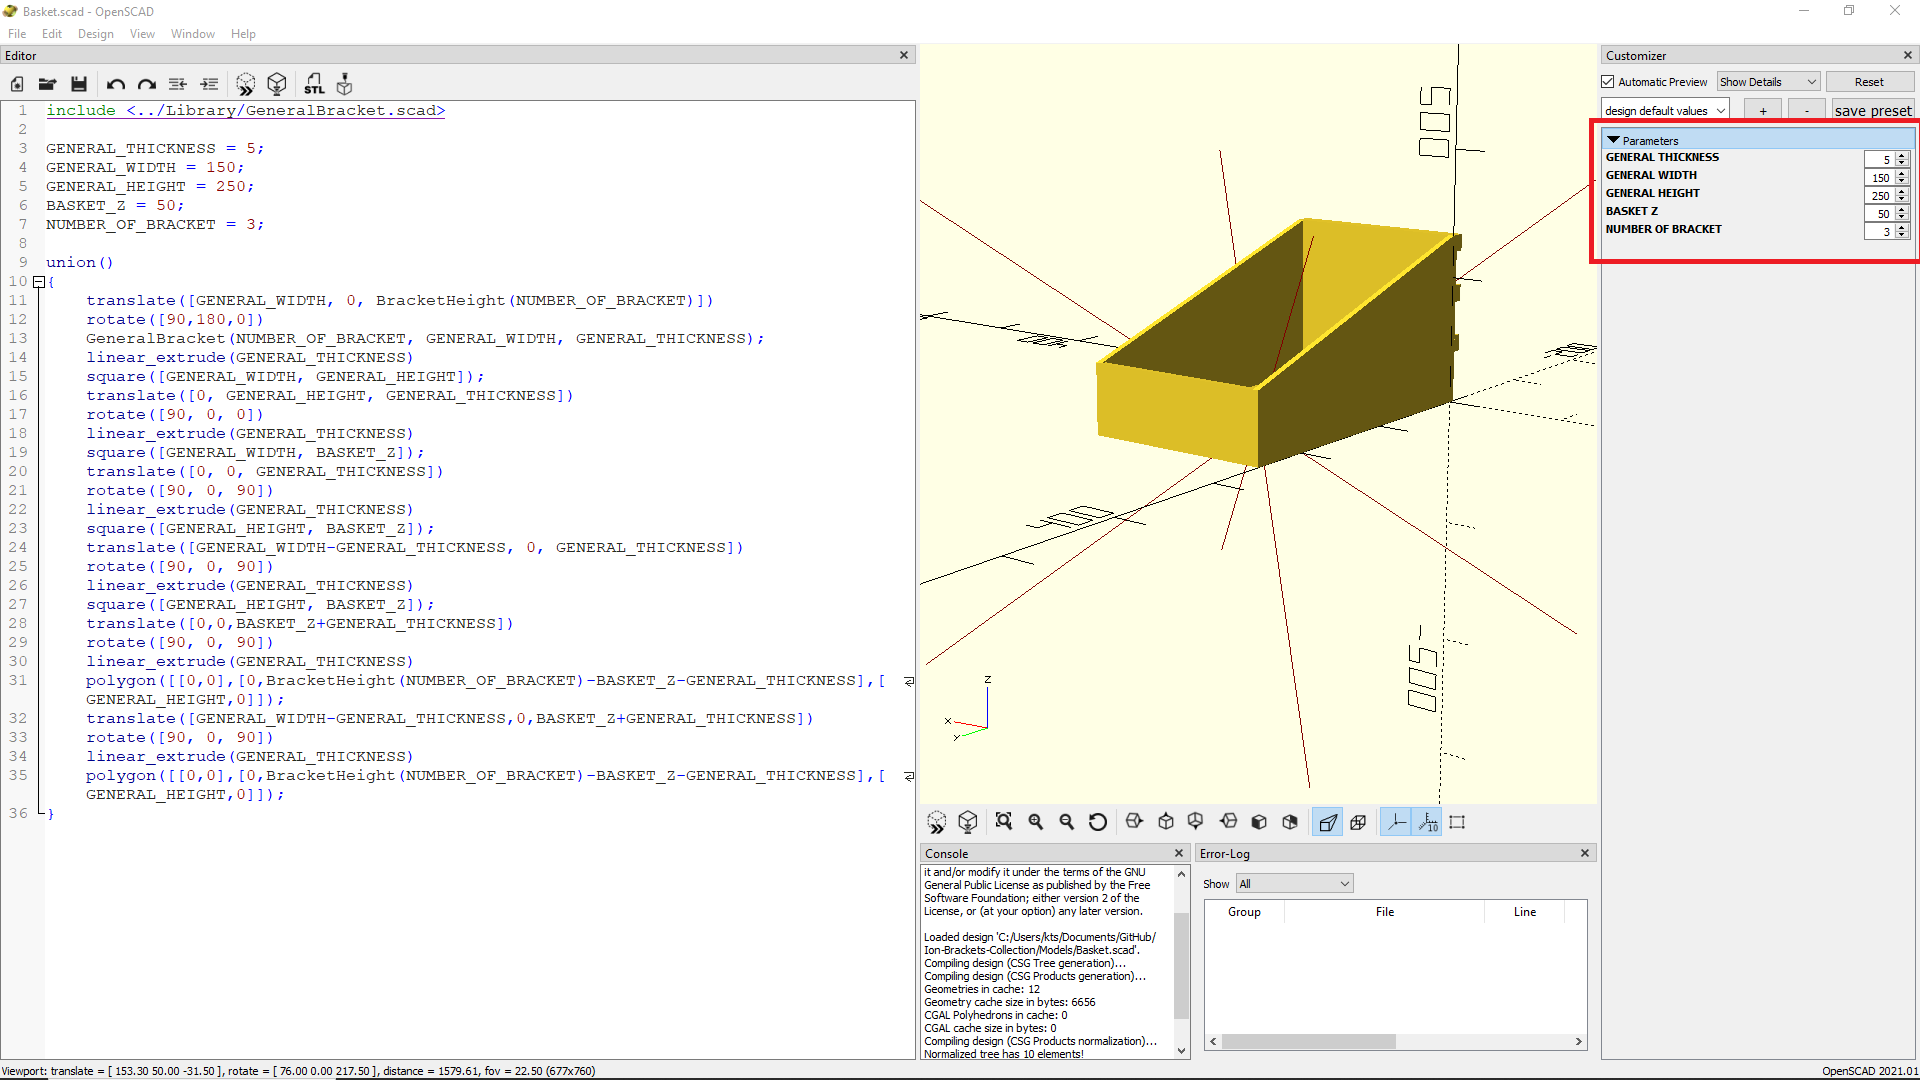 Basket.scad - OpenSCAD
File Edit Design View Window Help
Editor
STL
1 include <../Library/GeneralBracket.scad>
2
3 GENERAL_THICKNESS = 5;
4 GENERAL_WIDTH = 150;
5 GENERAL_HEIGHT = 250;
6 BASKET_Z = 50;
7 NUMBER_OF_BRACKET = 3;
8
9 union()
10 {
11 translate([GENERAL_WIDTH, 0, BracketHeight(NUMBER_OF_BRACKET)])
12 rotate([90,180,0])
13 GeneralBracket(NUMBER_OF_BRACKET, GENERAL_WIDTH, GENERAL_THICKNESS);
14 linear_extrude(GENERAL_THICKNESS)
15 square([GENERAL_WIDTH, GENERAL_HEIGHT]);
16 translate([0, GENERAL_HEIGHT, GENERAL_THICKNESS])
17 rotate([90, 0, 0])
18 linear_extrude(GENERAL_THICKNESS)
19 square([GENERAL_WIDTH, BASKET_Z]);
20 translate([0, 0, GENERAL_THICKNESS])
21 rotate([90, 0, 90])
22 linear_extrude(GENERAL_THICKNESS)
23 square([GENERAL_HEIGHT, BASKET_Z]);
24 translate([GENERAL_WIDTH-GENERAL_THICKNESS, 0, GENERAL_THICKNESS])
25 rotate([90, 0, 90])
26 linear_extrude(GENERAL_THICKNESS)
27 square([GENERAL_HEIGHT, BASKET_Z]);
28 translate([0,0,BASKET_Z+GENERAL_THICKNESS])
29 rotate([90, 0, 90])
30 linear_extrude(GENERAL_THICKNESS)
31 polygon([[0,0],[0,BracketHeight(NUMBER_OF_BRACKET)-BASKET_Z-GENERAL_THICKNESS],[
GENERAL_HEIGHT,0]]);
32 translate([GENERAL_WIDTH-GENERAL_THICKNESS,0,BASKET_Z+GENERAL_THICKNESS])
33 rotate([90, 0, 90])
34 linear_extrude(GENERAL_THICKNESS)
35 polygon([[0,0],[0,BracketHeight(NUMBER_OF_BRACKET)-BASKET_Z-GENERAL_THICKNESS],[
GENERAL_HEIGHT,0]]);
36 }
500
-500
z
x
y
10
Console
it and/or modify it under the terms of the GNU
General Public License as published by the Free
Software Foundation; either version 2 of the
License, or (at your option) any later version.
Loaded design 'C:/Users/kts/Documents/GitHub/
Ion-Brackets-Collection/Models/Basket.scad'.
Compiling design (CSG Tree generation)...
Compiling design (CSG Products generation)...
Geometries in cache: 12
Geometry cache size in bytes: 6656
CGAL Polyhedrons in cache: 0
CGAL cache size in bytes: 0
Compiling design (CSG Products normalization)...
Normalized tree has 10 elements!
Error-Log
Show All
Group File Line
Customizer
Automatic Preview Show Details Reset
design default values + - save preset
Parameters
GENERAL THICKNESS 5
GENERAL WIDTH 150
GENERAL HEIGHT 250
BASKET Z 50
NUMBER OF BRACKET 3
Viewport: translate = [ 153.30 50.00 -31.50 ], rotate = [ 76.00 0.00 217.50 ], distance = 1579.61, fov = 22.50 (677x760)
OpenSCAD 2021.01